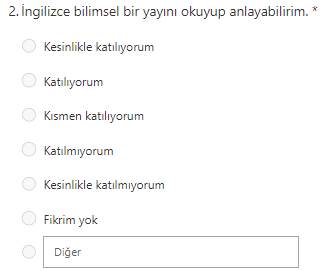 2. İngilizce bilimsel bir yayını okuyup anlayabilirim. *
Kesinlikle katılıyorum
Katılıyorum
Kısmen katılıyorum
Katılmıyorum
Kesinlikle katılmıyorum
Fikrim yok
Diğer